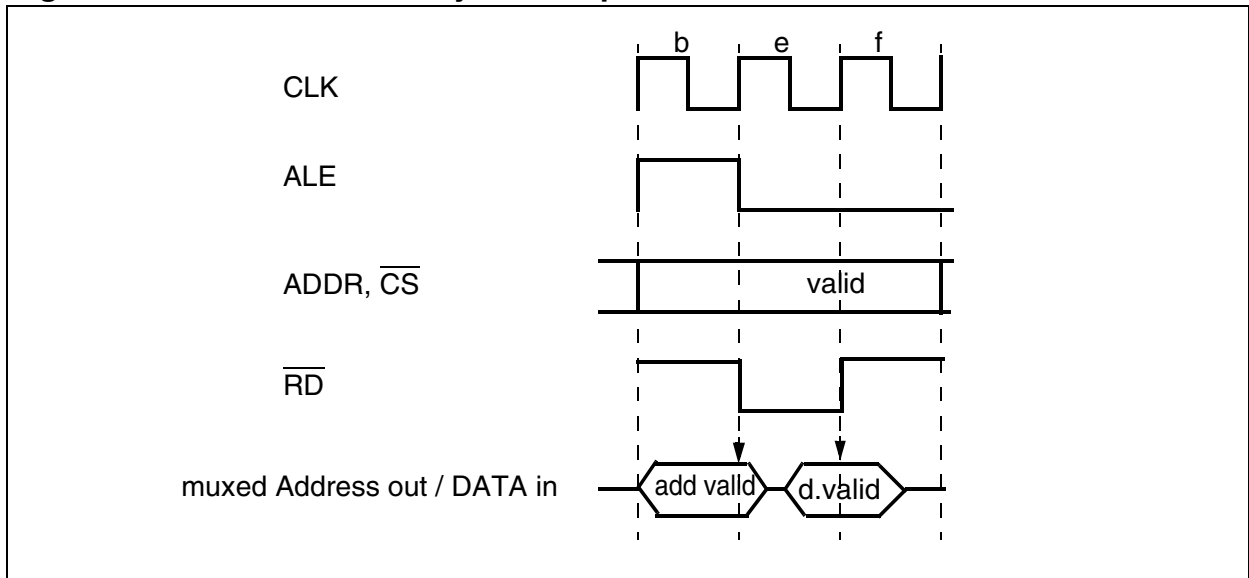 b e f
CLK
ALE
ADDR, CS valid
RD
muxed Address out / DATA in add valid d.valid